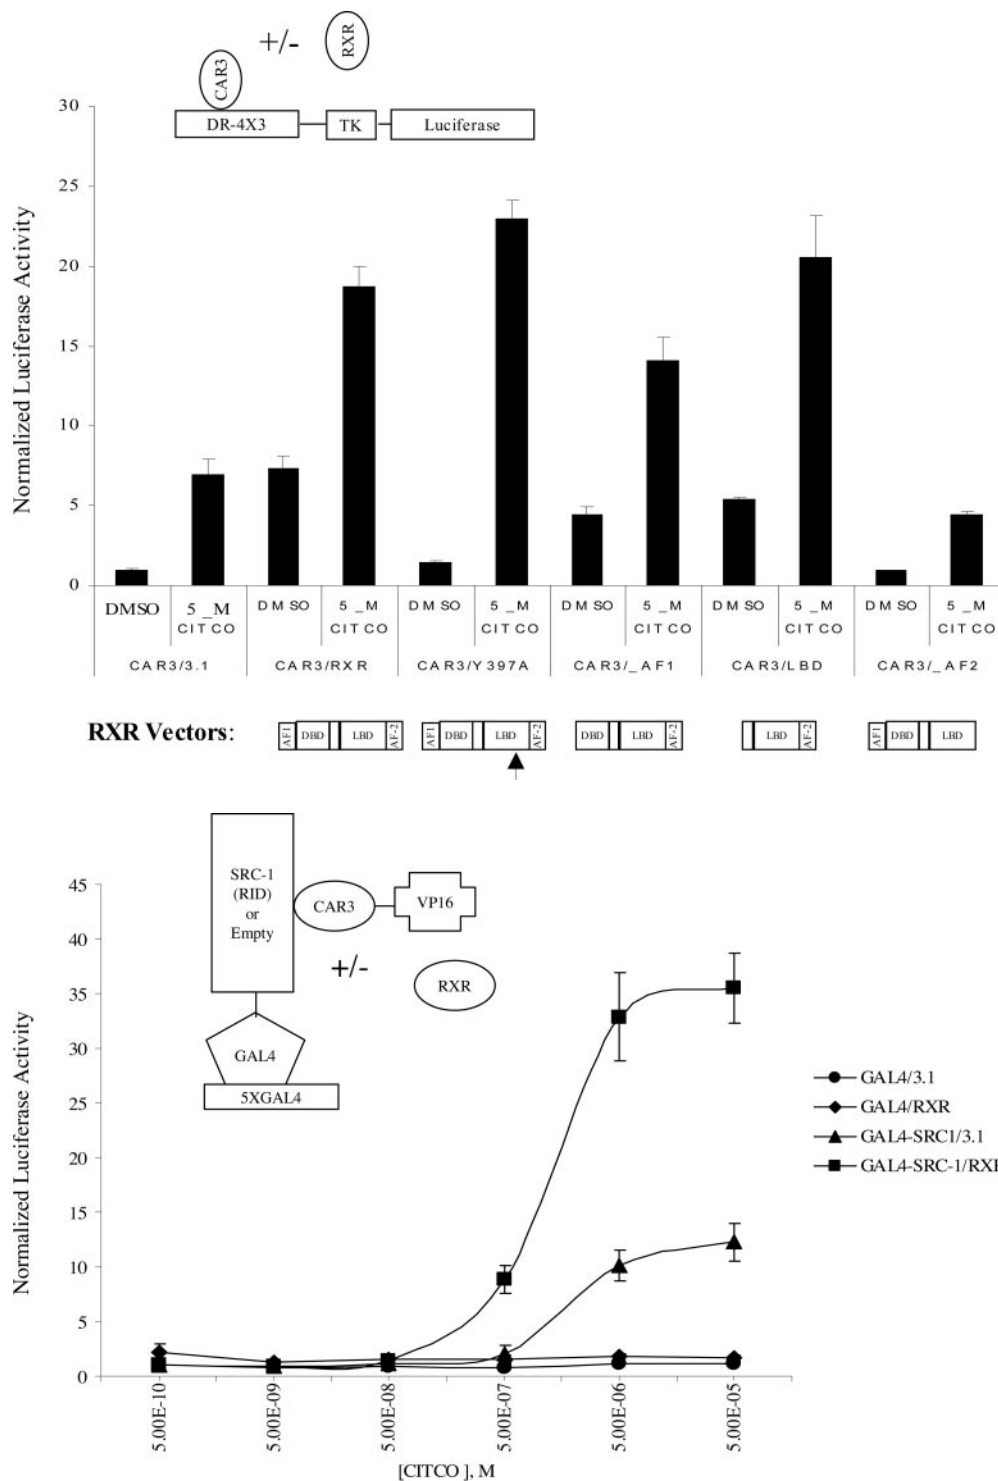 +/-
RXR
CAR3
DR-4X3
TK
Luciferase
Normalized Luciferase Activity
30
25
20
15
10
5
0
DMSO
5 _M CITCO
DMSO
5 _M CITCO
DMSO
5 _M CITCO
DMSO
5 _M CITCO
DMSO
5 _M CITCO
DMSO
5 _M CITCO
CAR3/3.1
CAR3/RXR
CAR3/Y397A
CAR3/_AF1
CAR3/LBD
CAR3/_AF2
RXR Vectors:
AF1 DBD LBD AF-2
AF1 DBD LBD AF-2
DBD LBD AF-2
LBD AF-2
AF1 DBD LBD
SRC-1
(RID)
or
Empty
CAR3
VP16
+/-
RXR
GAL4
5XGAL4
Normalized Luciferase Activity
45
40
35
30
25
20
15
10
5
0
GAL4/3.1
GAL4/RXR
GAL4-SRC1/3.1
GAL4-SRC-1/RXR
5.00E-10
5.00E-09
5.00E-08
5.00E-07
5.00E-06
5.00E-05
[CITCO ], M